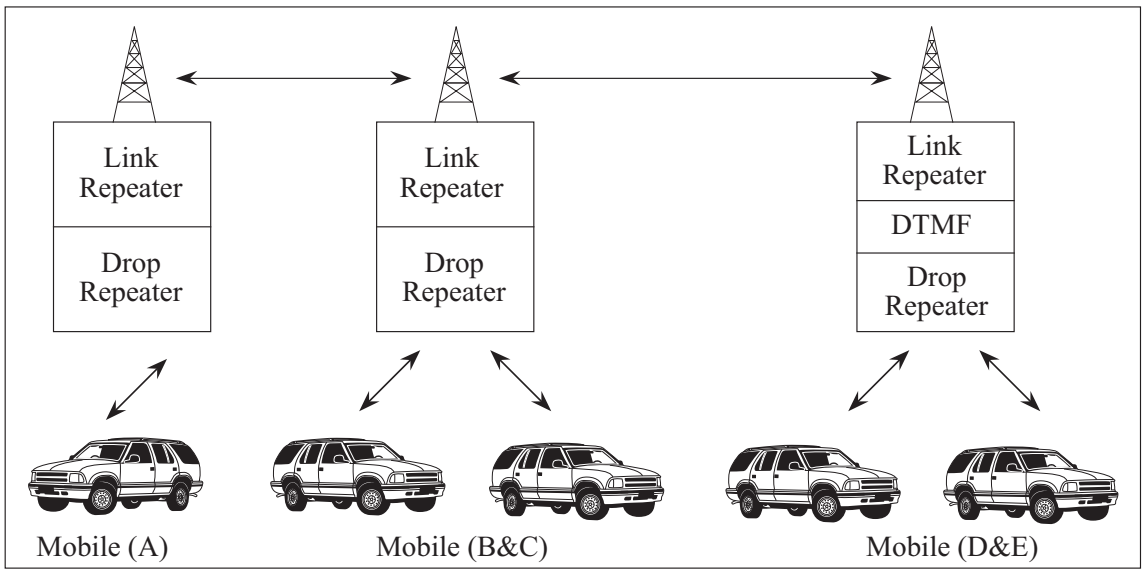 Link
Repeater
Drop
Repeater
Mobile (A)
Link
Repeater
Drop
Repeater
Mobile (B&C)
Link
Repeater
DTMF
Drop
Repeater
Mobile (D&E)